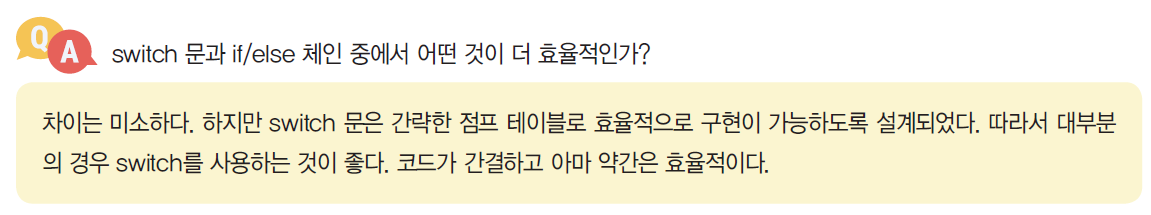 Q
A
switch 문과 if/else 체인 중에서 어떤 것이 더 효율적인가?
차이는 미소하다. 하지만 switch 문은 간략한 점프 테이블로 효율적으로 구현이 가능하도록 설계되었다. 따라서 대부분
의 경우 switch를 사용하는 것이 좋다. 코드가 간결하고 아마 약간은 효율적이다.